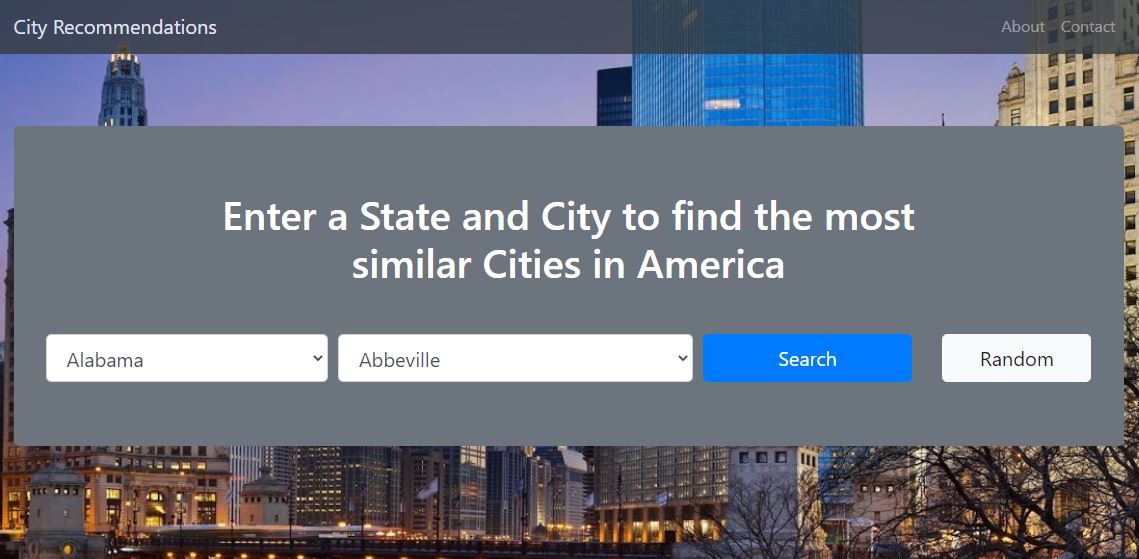 City Recommendations
About
Contact
Enter a State and City to find the most
similar Cities in America
Alabama
Abbeville
Search
Random